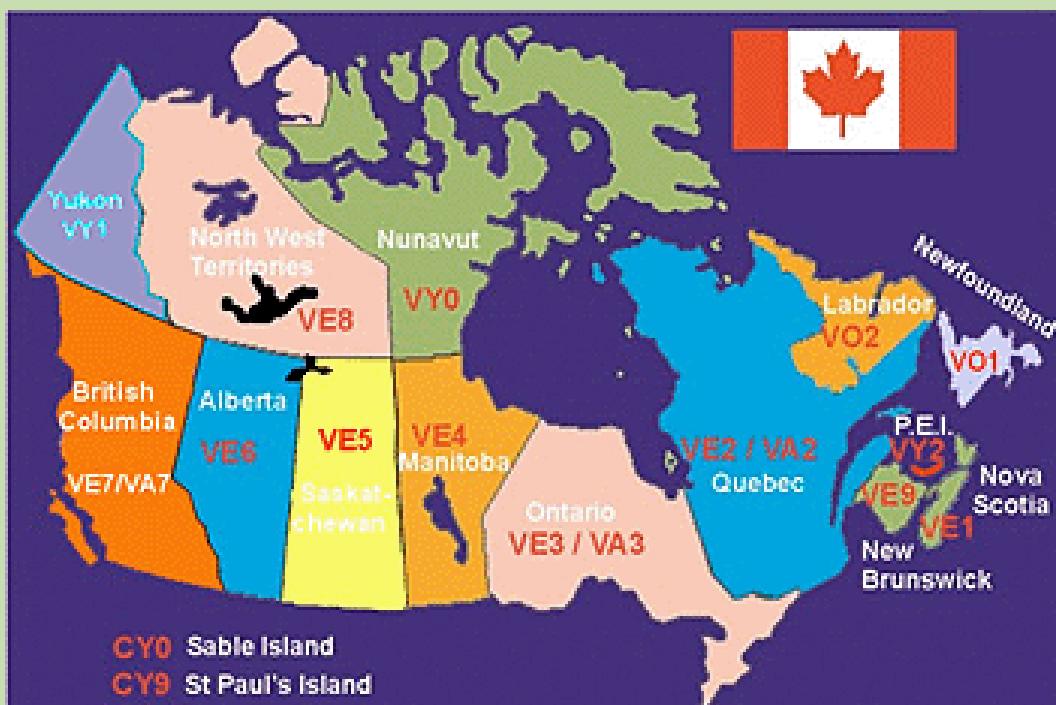 Yukon
VY1
North West
Territories
VE8
Nunavut
VY0
Labrador
VO2
Newfoundland
VO1
British
Columbia
VE7/VA7
Alberta
VE6
VE5
Saskat-
chewan
VE4
Manitoba
Ontario
VE3 / VA3
VE2 / VA2
Quebec
P.E.I.
VY2
VE9
VE1
Nova
Scotia
New
Brunswick
CY0 Sable Island
CY9 St Paul's Island